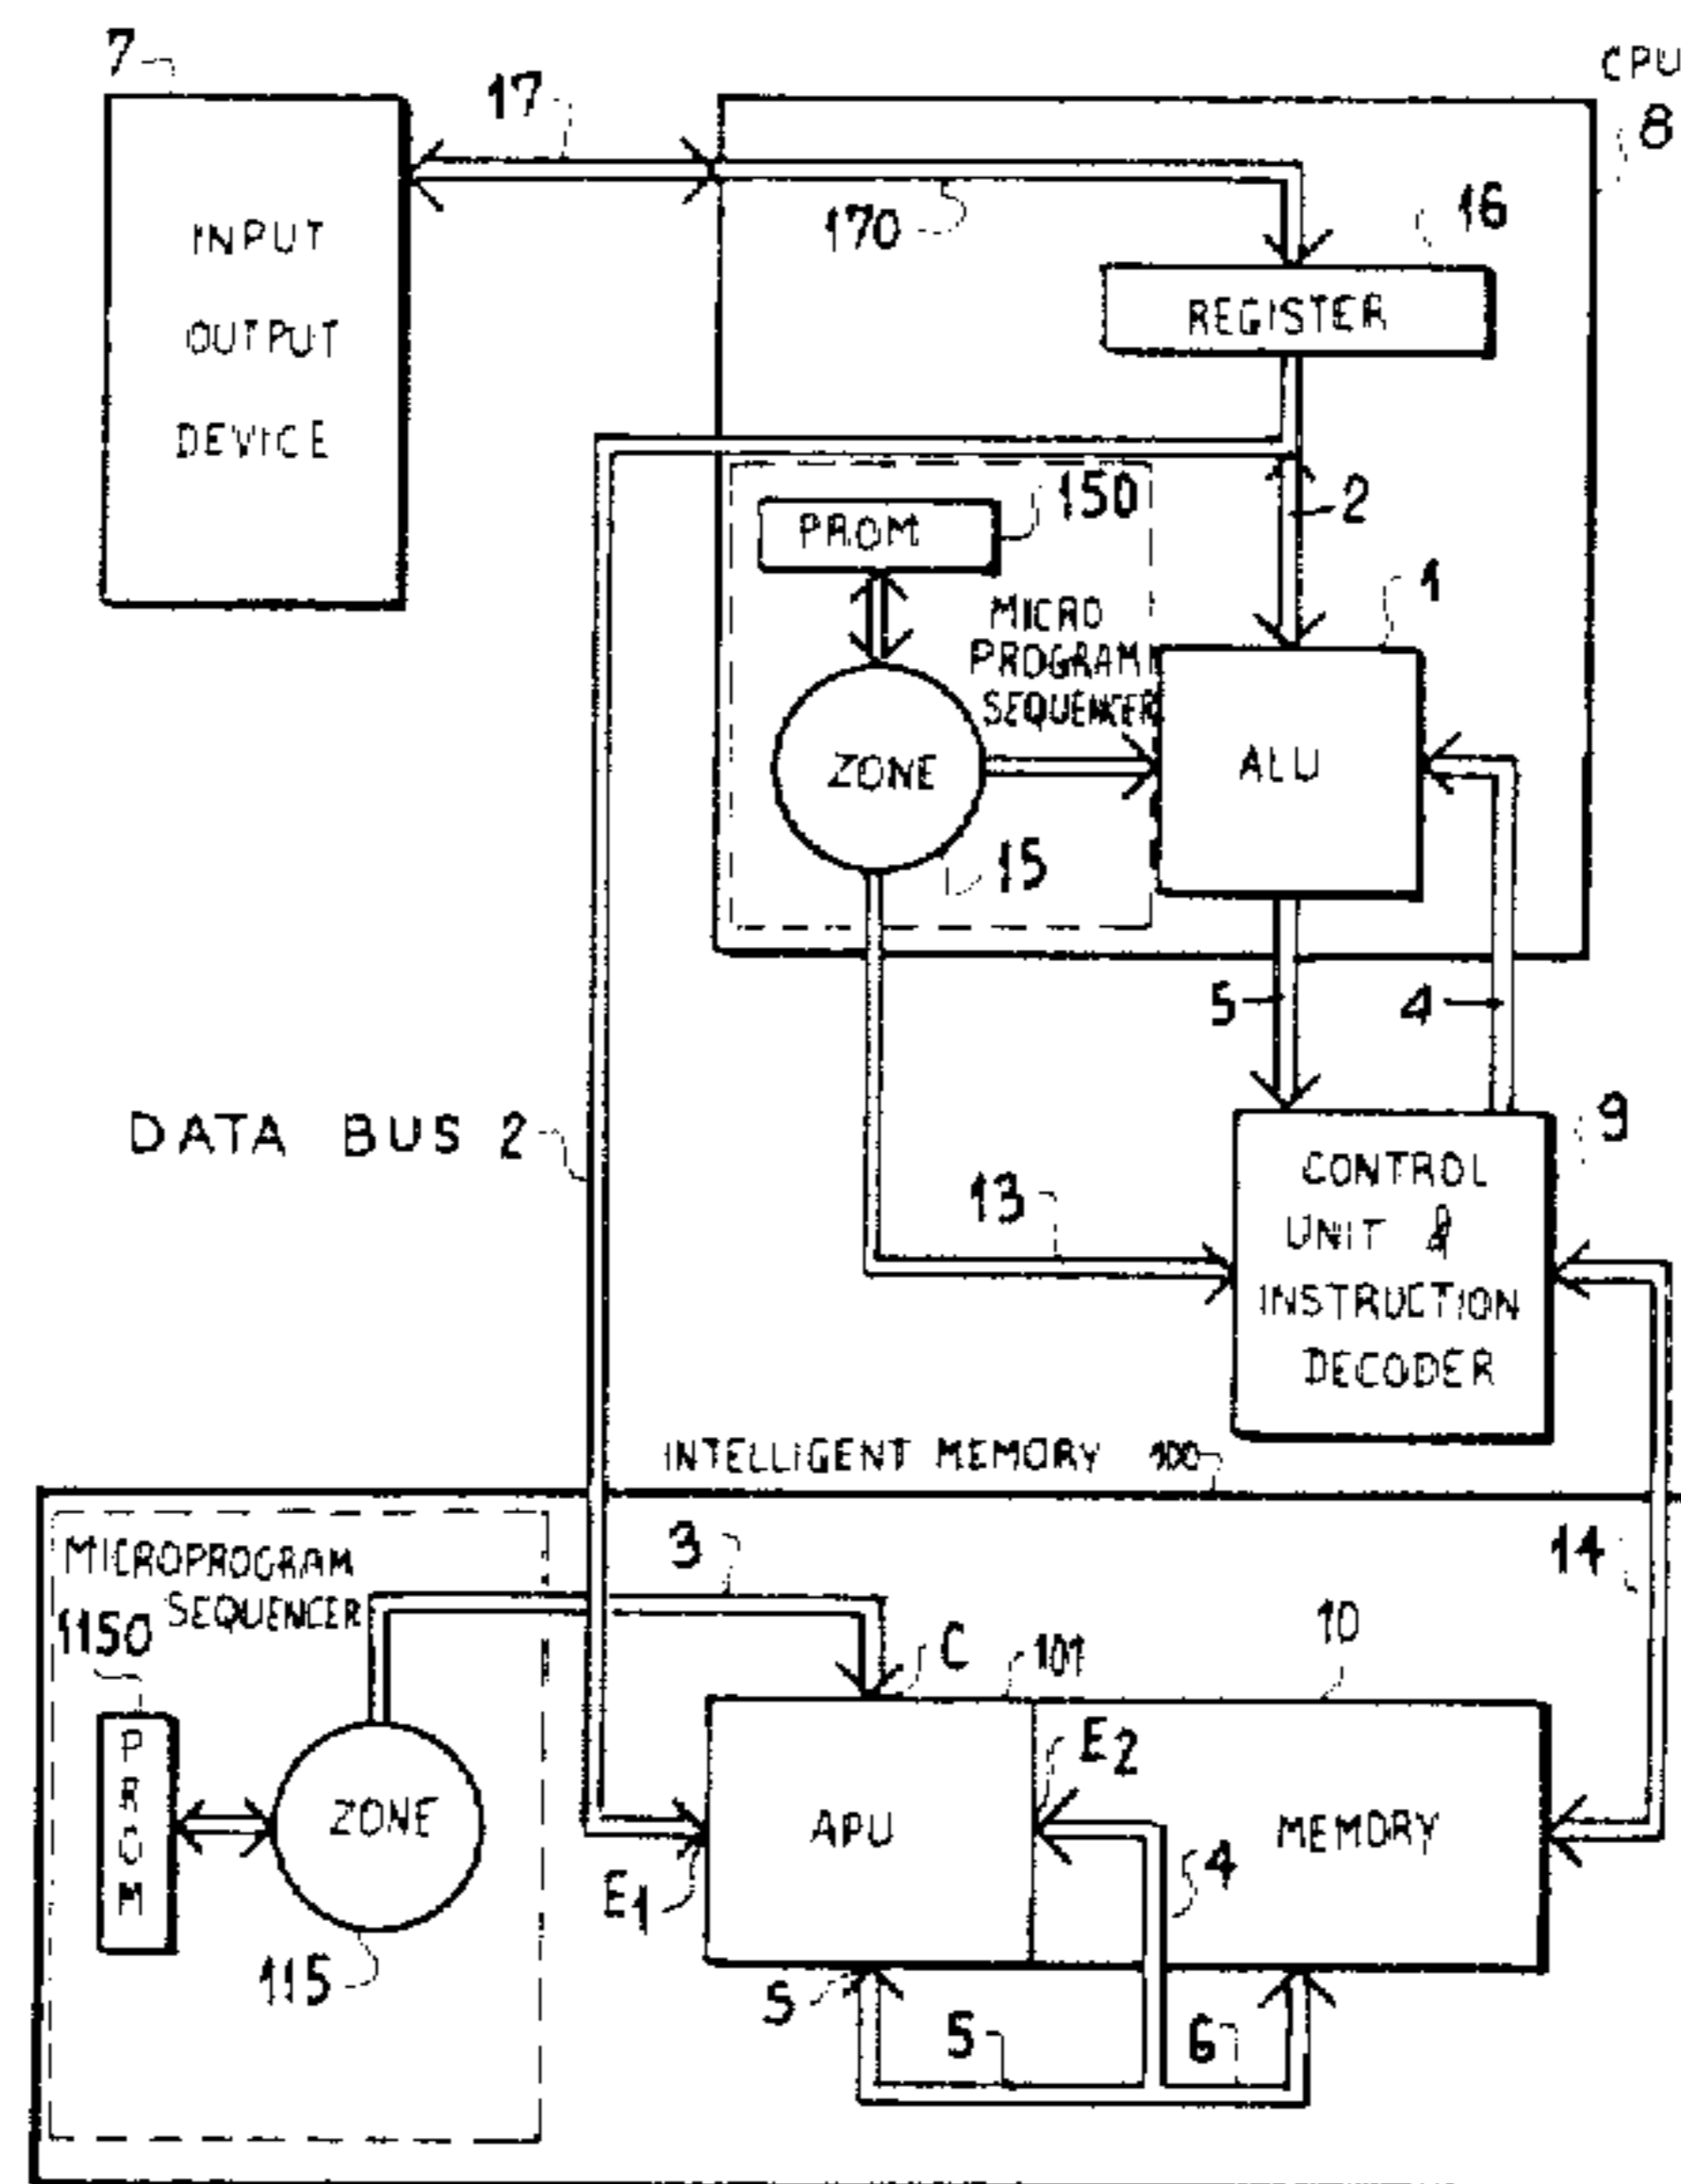 7
17
CPU
8
INPUT
OUTPUT
DEVICE
170
16
REGISTER
150
PROM
2
MICRO
PROGRAM
SEQUENCER
1
ZONE
ALU
15
5
4
DATA BUS 2
9
CONTROL
UNIT &
INSTRUCTION
DECODER
13
INTELLIGENT MEMORY 100
14
MICROPROGRAM
SEQUENCER
3
1150
C
101
10
PROM
ZONE
E1
APU
E2
MEMORY
4
115
S
5
6